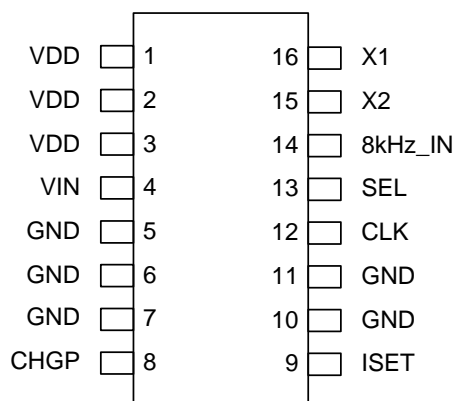 VDD 1 16 X1
VDD 2 15 X2
VDD 3 14 8kHz_IN
VIN 4 13 SEL
GND 5 12 CLK
GND 6 11 GND
GND 7 10 GND
CHGP 8 9 ISET